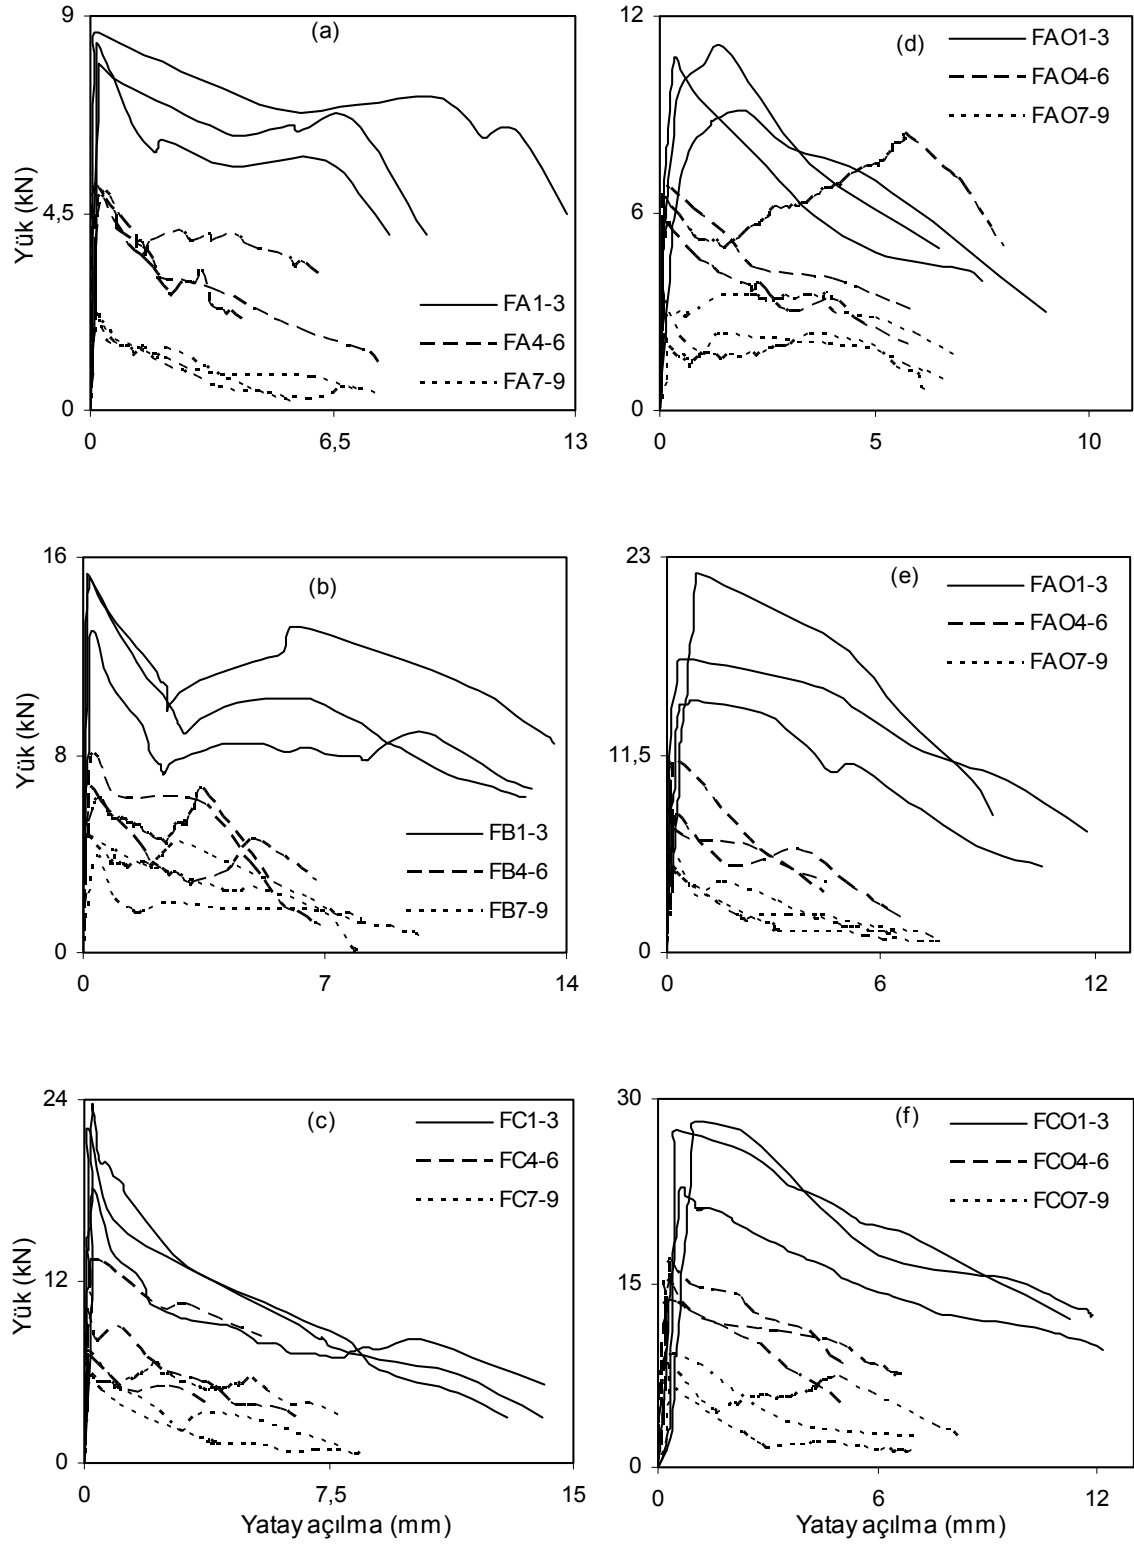 9
(a)
Yük (kN)
4,5
FA1-3
FA4-6
FA7-9
0
0
6,5
13
12
(d)
FAO1-3
FAO4-6
FAO7-9
6
0
0
5
10
16
(b)
Yük (kN)
8
FB1-3
FB4-6
FB7-9
0
0
7
14
23
(e)
FAO1-3
FAO4-6
FAO7-9
11,5
0
0
6
12
24
(c)
FC1-3
FC4-6
FC7-9
Yük (kN)
12
0
0
7,5
15
Yatay açılma (mm)
30
(f)
FCO1-3
FCO4-6
FCO7-9
15
0
0
6
12
Yatay açılma (mm)